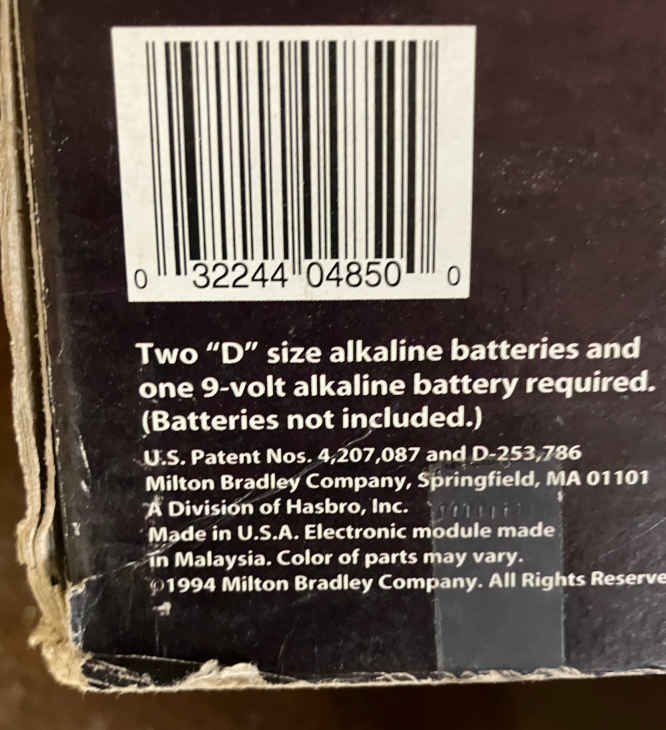 0 32244 04850 0
Two “D” size alkaline batteries and
one 9-volt alkaline battery required.
(Batteries not included.)
U.S. Patent Nos. 4,207,087 and D-253,786
Milton Bradley Company, Springfield, MA 01101
A Division of Hasbro, Inc.
Made in U.S.A. Electronic module made
in Malaysia. Color of parts may vary.
©1994 Milton Bradley Company. All Rights Reserve